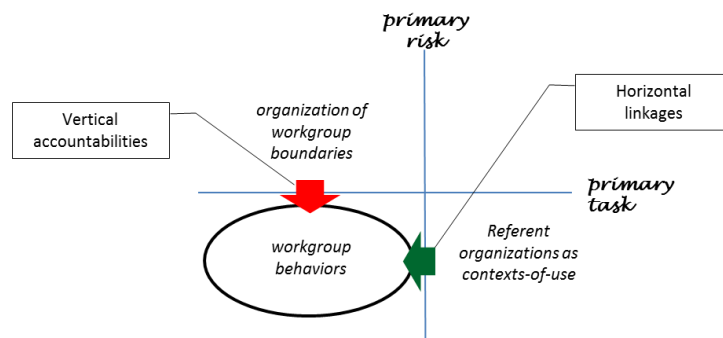 primary
risk
Vertical
accountabilities
organization of
workgroup
boundaries
Horizontal
linkages
primary
task
workgroup
behaviors
Referent
organizations as
contexts-of-use